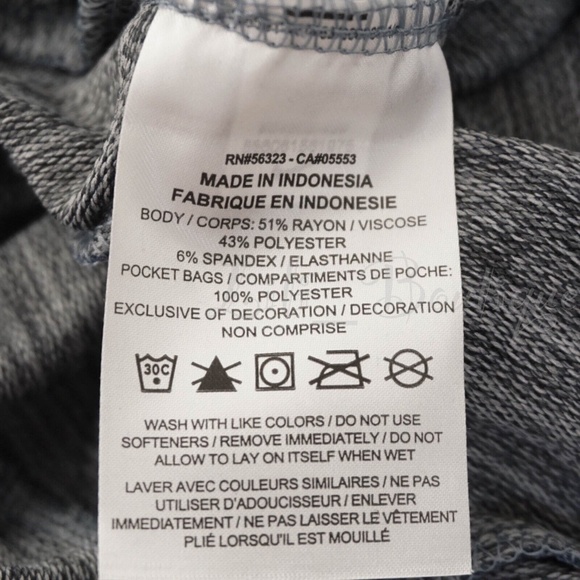 RN#56323 - CA#05553
MADE IN INDONESIA
FABRIQUE EN INDONESIE
BODY / CORPS: 51% RAYON / VISCOSE
43% POLYESTER
6% SPANDEX / ELASTHANNE
POCKET BAGS / COMPARTIMENTS DE POCHE:
100% POLYESTER
EXCLUSIVE OF DECORATION / DECORATION
NON COMPRISE
30C
WASH WITH LIKE COLORS / DO NOT USE
SOFTENERS / REMOVE IMMEDIATELY / DO NOT
ALLOW TO LAY ON ITSELF WHEN WET
LAVER AVEC COULEURS SIMILAIRES / NE PAS
UTILISER D'ADOUCISSEUR / ENLEVER
IMMEDIATEMENT / NE PAS LAISSER LE VÊTEMENT
PLIÉ LORSQU'IL EST MOUILLÉ